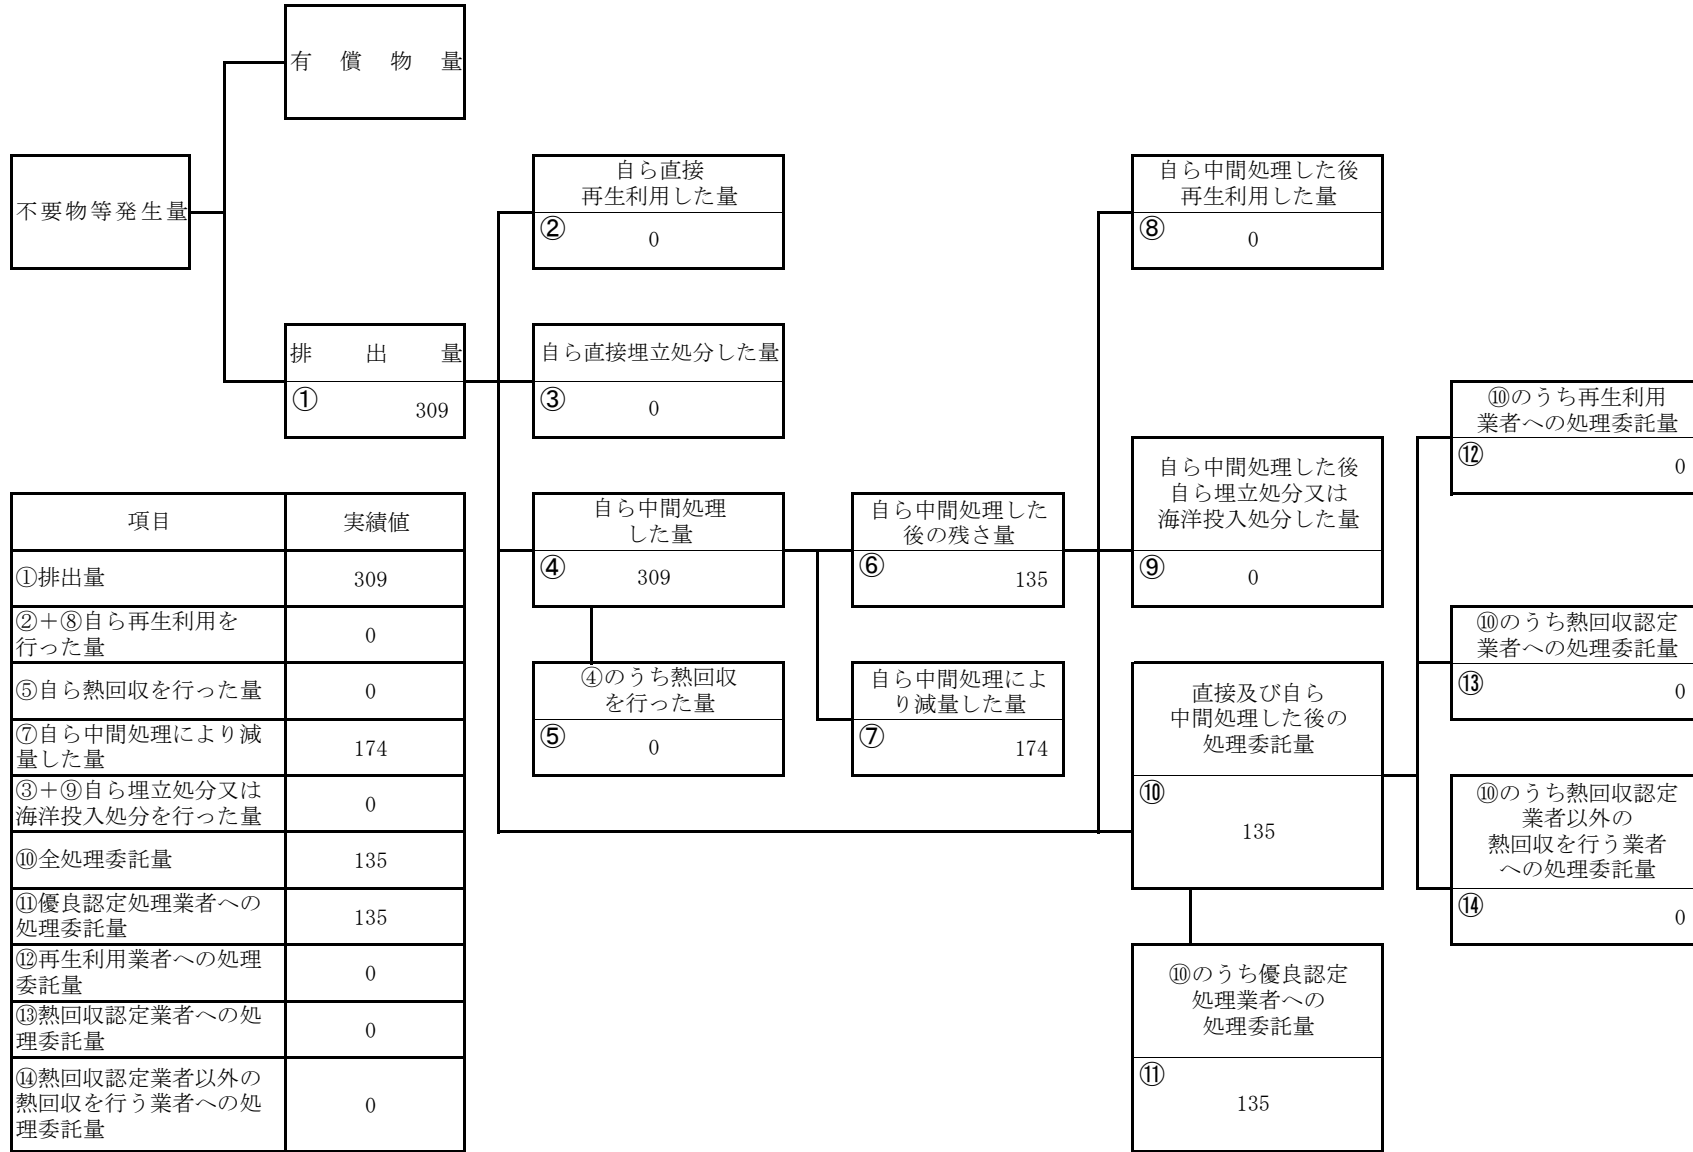 有償物量
不要物等発生量
自ら直接
再生利用した量
②
0
自ら中間処理した後
再生利用した量
⑧
0
排出量
①
309
自ら直接埋立処分した量
③
0
⑩のうち再生利用
業者への処理委託量
⑫
0
自ら中間処理
した量
④
309
自ら中間処理した
後の残さ量
⑥
135
自ら中間処理した後
自ら埋立処分又は
海洋投入処分した量
⑨
0
⑩のうち熱回収認定
業者への処理委託量
⑬
0
④のうち熱回収
を行った量
⑤
0
自ら中間処理によ
り減量した量
⑦
174
直接及び自ら
中間処理した後の
処理委託量
⑩
135
⑩のうち熱回収認定
業者以外の
熱回収を行う業者
への処理委託量
⑭
0
⑩のうち優良認定
処理業者への
処理委託量
⑪
135
項目 実績値
①排出量 309
②＋⑧自ら再生利用を
行った量 0
⑤自ら熱回収を行った量 0
⑦自ら中間処理により減
量した量 174
③＋⑨自ら埋立処分又は
海洋投入処分を行った量 0
⑩全処理委託量 135
⑪優良認定処理業者への
処理委託量 135
⑫再生利用業者への処理
委託量 0
⑬熱回収認定業者への処
理委託量 0
⑭熱回収認定業者以外の
熱回収を行う業者への処
理委託量 0